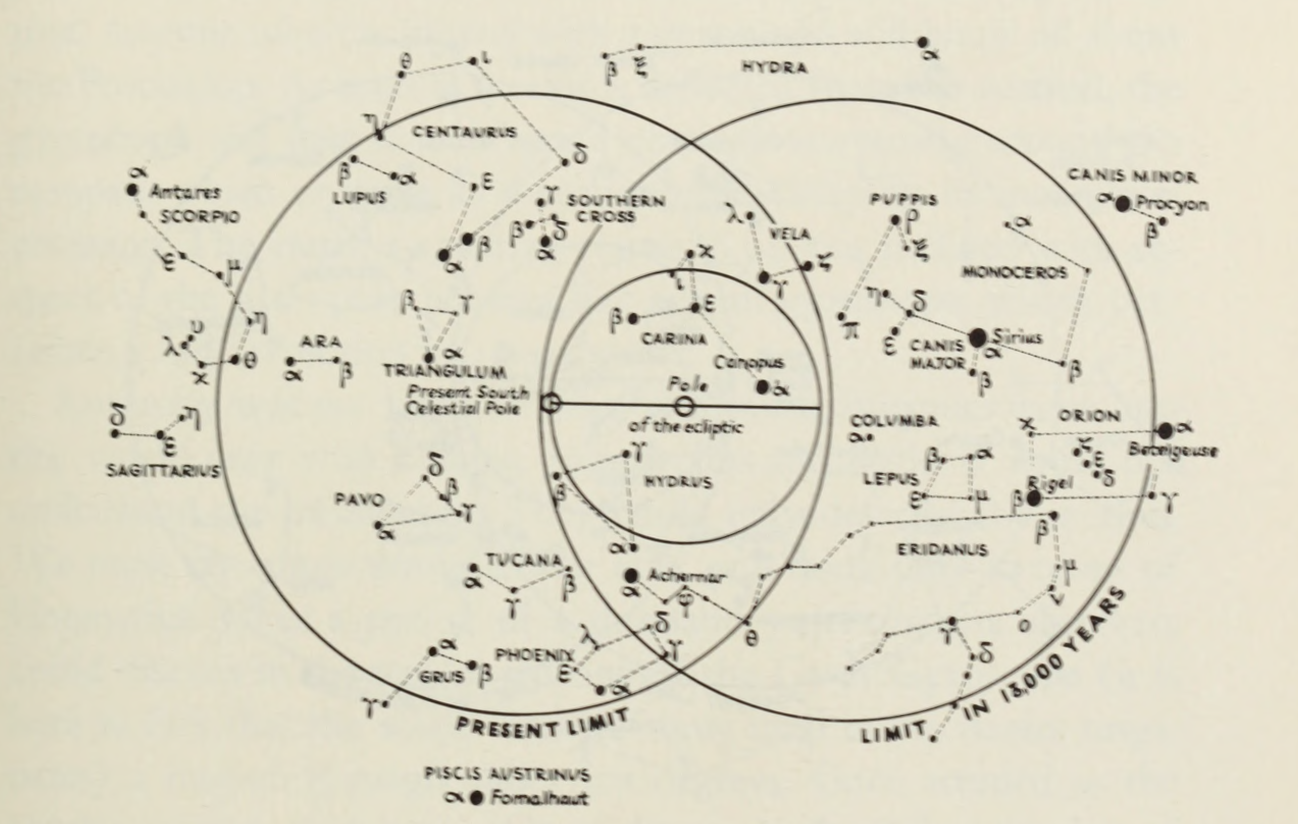 θ ι
β ξ HYDRA α
η CENTAURUS
δ
α Antares
SCORPIO
β α
LUPUS
ε
γ SOUTHERN
CROSS
β δ
α
CANIS MINOR
α Procyon
β
PUPPIS
ρ
ξ
λ VELA
γ ζ
α
MONOCEROS
β
α β
ε μ
η
υ
λ
χ θ
ARA
α β
β γ
α
TRIANGULUM
χ
ι
ε
β
CARINA
Canopus
α
π
η δ
ε CANIS
MAJOR
Sirius
α
β
Present South
Celestial Pole
Pole
of the ecliptic
COLUMBA
α
χ ORION α
Betelgeuse
ζ
ε
δ
δ η
ε
SAGITTARIUS
δ
β
PAVO
γ
α
γ
HYDRUS
β
α
β α
LEPUS
ε μ
Rigel
β γ
β
ERIDANUS
μ
ι
ο
γ
δ
TUCANA
α γ β
Achernar
α φ
θ
δ
λ
PHOENIX γ
ε
α
α
GRUS β
γ
PRESENT LIMIT
LIMIT IN 13,000 YEARS
PISCIS AUSTRINUS
α Fomalhaut